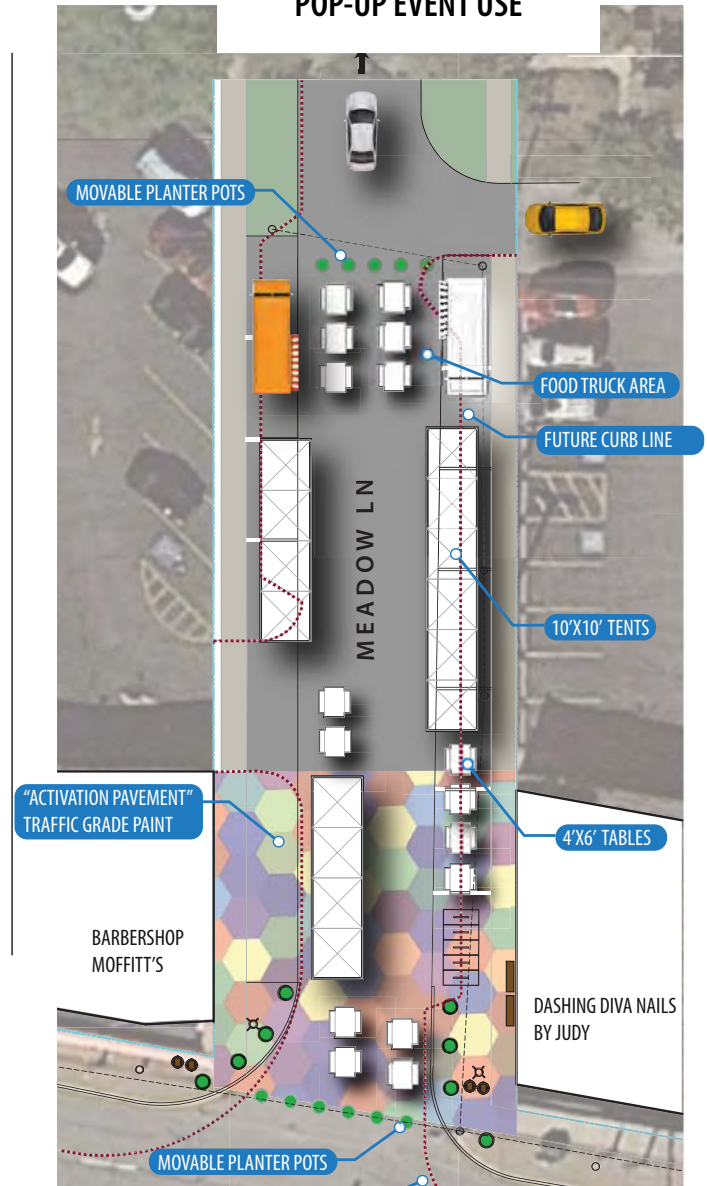 POP-UP EVENT USE
MOVABLE PLANTER POTS
FOOD TRUCK AREA
FUTURE CURB LINE
MEADOW LN
10'X10' TENTS
"ACTIVATION PAVEMENT"
TRAFFIC GRADE PAINT
4'X6' TABLES
BARBERSHOP
MOFFITT'S
DASHING DIVA NAILS
BY JUDY
MOVABLE PLANTER POTS